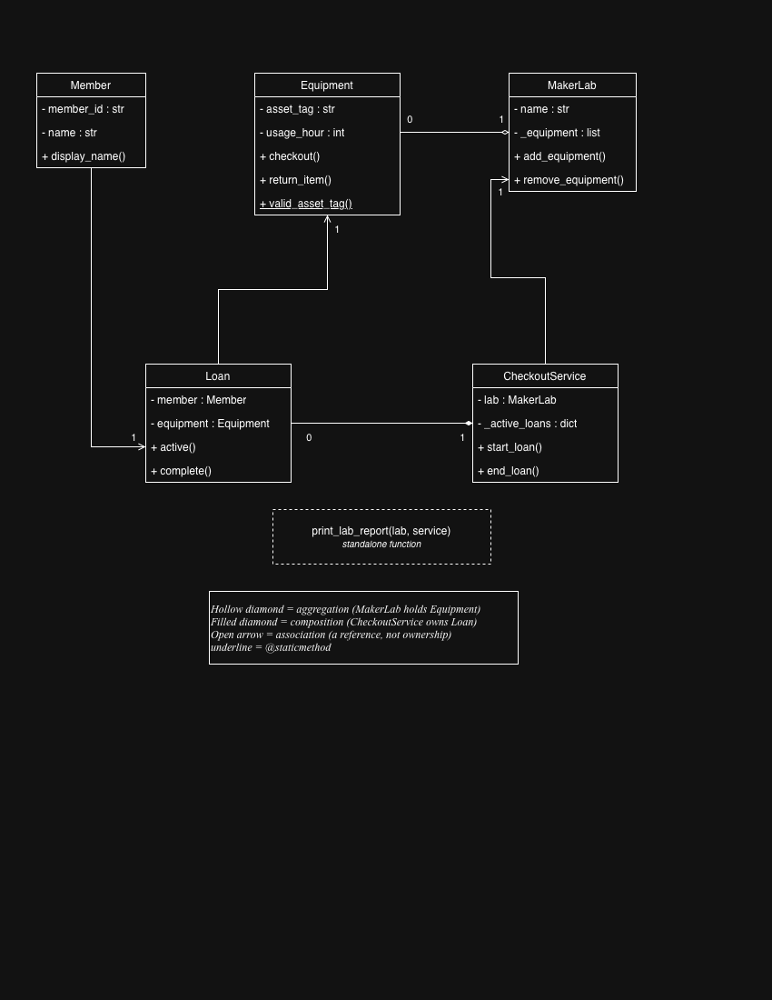 Member
- member_id : str
- name : str
+ display_name()
Equipment
- asset_tag : str
- usage_hour : int
+ checkout()
+ return_item()
+ valid_asset_tag()
0
1
MakerLab
- name : str
- _equipment : list
+ add_equipment()
+ remove_equipment()
1
1
Loan
- member : Member
- equipment : Equipment
+ active()
+ complete()
1
0
1
CheckoutService
- lab : MakerLab
- _active_loans : dict
+ start_loan()
+ end_loan()
print_lab_report(lab, service)
standalone function
Hollow diamond = aggregation (MakerLab holds Equipment)
Filled diamond = composition (CheckoutService owns Loan)
Open arrow = association (a reference, not ownership)
underline = @staticmethod